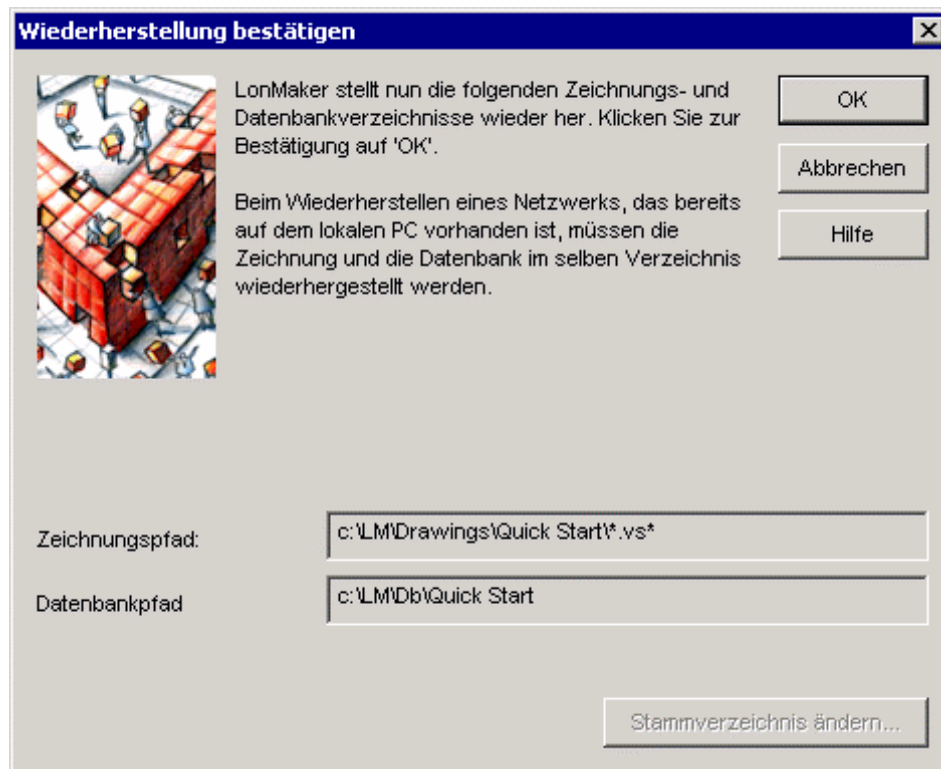 Wiederherstellung bestätigen
LonMaker stellt nun die folgenden Zeichnungs- und
Datenbankverzeichnisse wieder her. Klicken Sie zur
Bestätigung auf 'OK'.
Beim Wiederherstellen eines Netzwerks, das bereits
auf dem lokalen PC vorhanden ist, müssen die
Zeichnung und die Datenbank im selben Verzeichnis
wiederhergestellt werden.
OK
Abbrechen
Hilfe
Zeichnungspfad:
c:\LM\Drawings\Quick Start\*.vs*
Datenbankpfad
c:\LM\Db\Quick Start
Stammverzeichnis ändern...